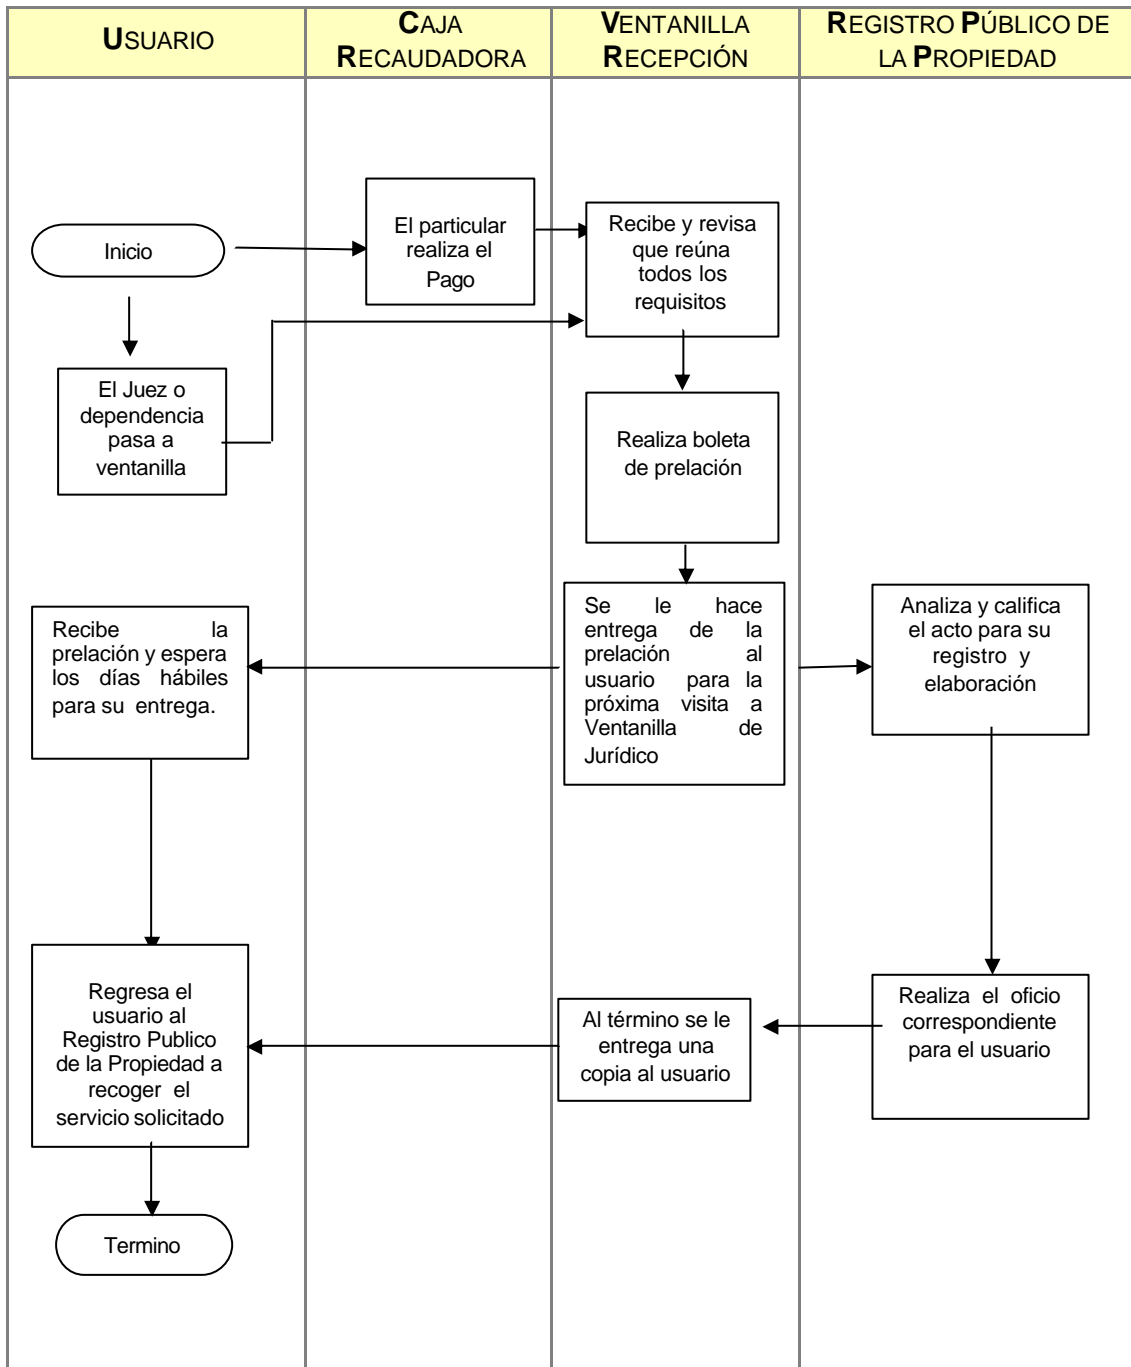 USUARIO
CAJA
RECAUDADORA
VENTANILLA
RECEPCIÓN
REGISTRO PÚBLICO DE
LA PROPIEDAD
Inicio
El particular
realiza el
Pago
Recibe y revisa
que reúna
todos los
requisitos
El Juez o
dependencia
pasa a
ventanilla
Realiza boleta
de prelación
Recibe la
prelación y espera
los días hábiles
para su entrega.
Se le hace
entrega de la
prelación al
usuario para la
próxima visita a
Ventanilla de
Jurídico
Analiza y califica
el acto para su
registro y
elaboración
Regresa el
usuario al
Registro Publico
de la Propiedad a
recoger el
servicio solicitado
Al término se le
entrega una
copia al usuario
Realiza el oficio
correspondiente
para el usuario
Termino